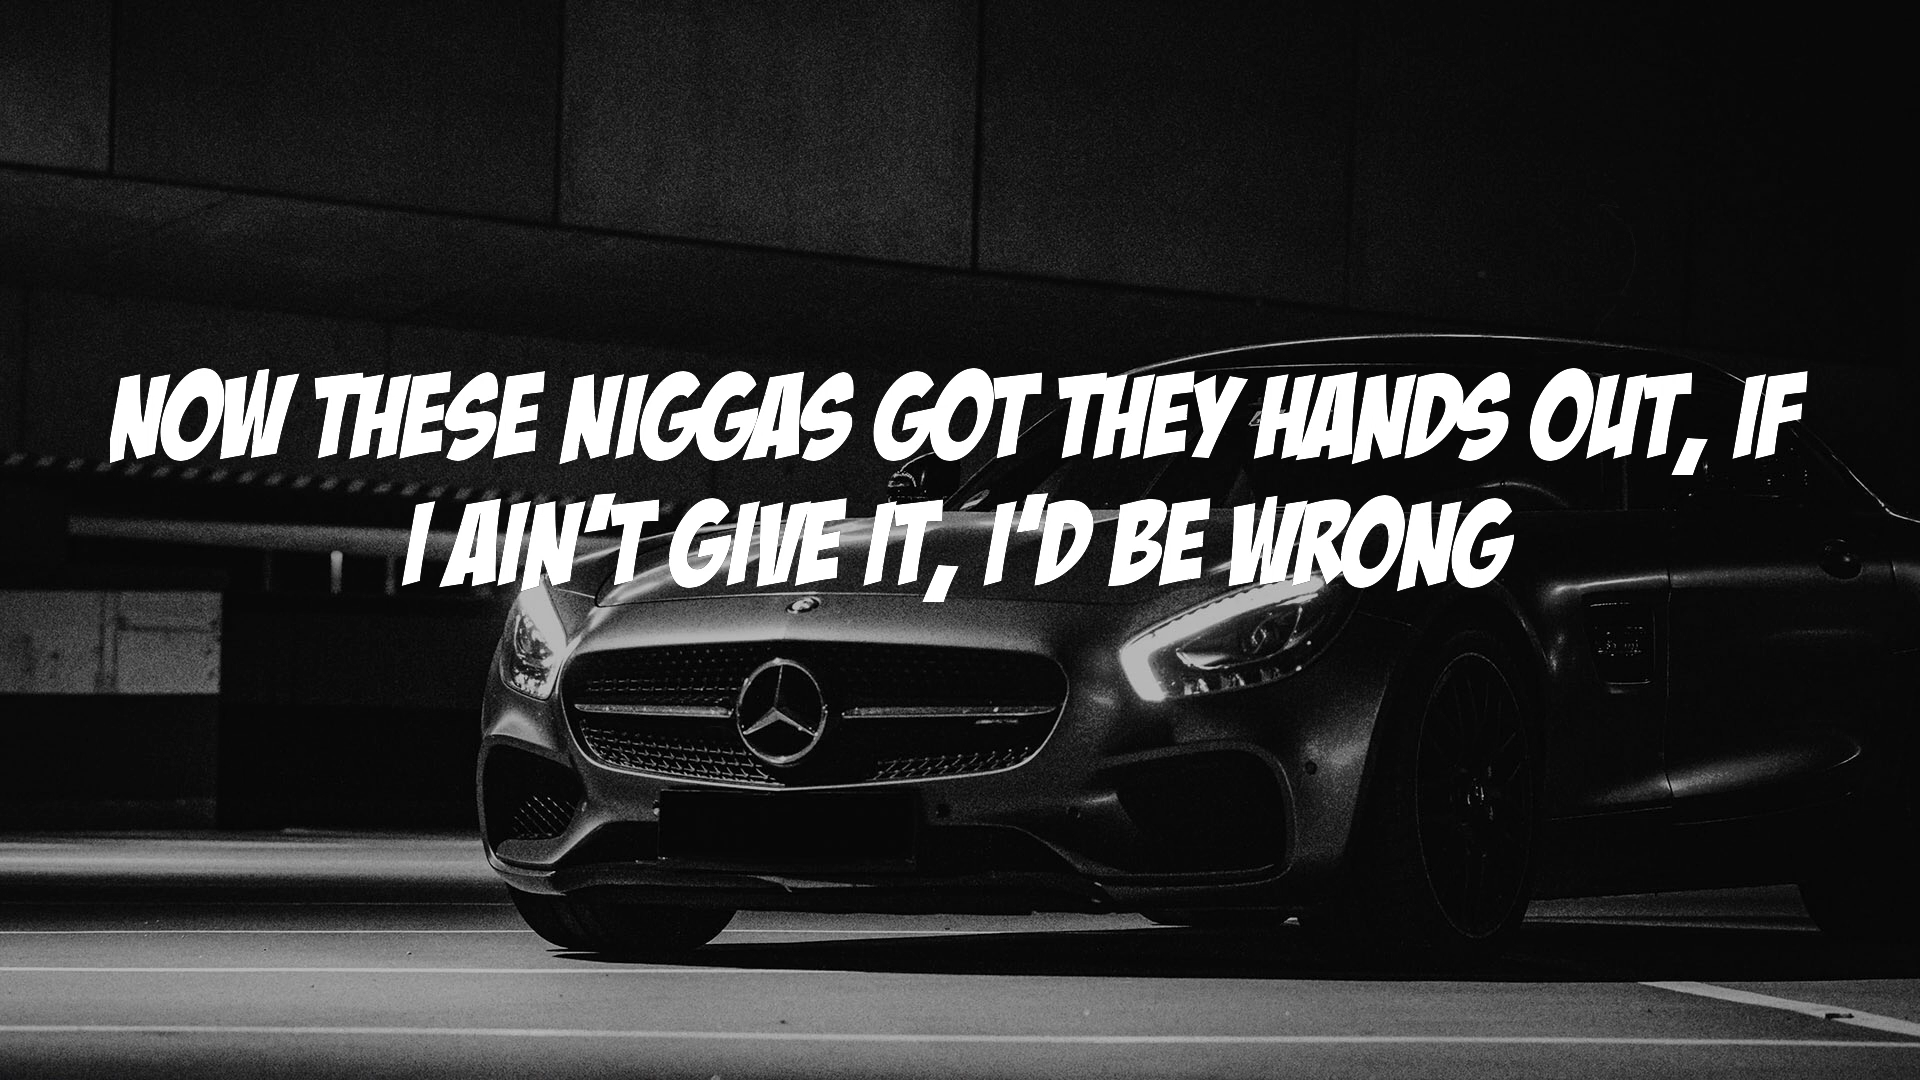 NOW THESE NIGGAS GOT THEY HANDS OUT, IF
I AIN'T GIVE IT, I'D BE WRONG